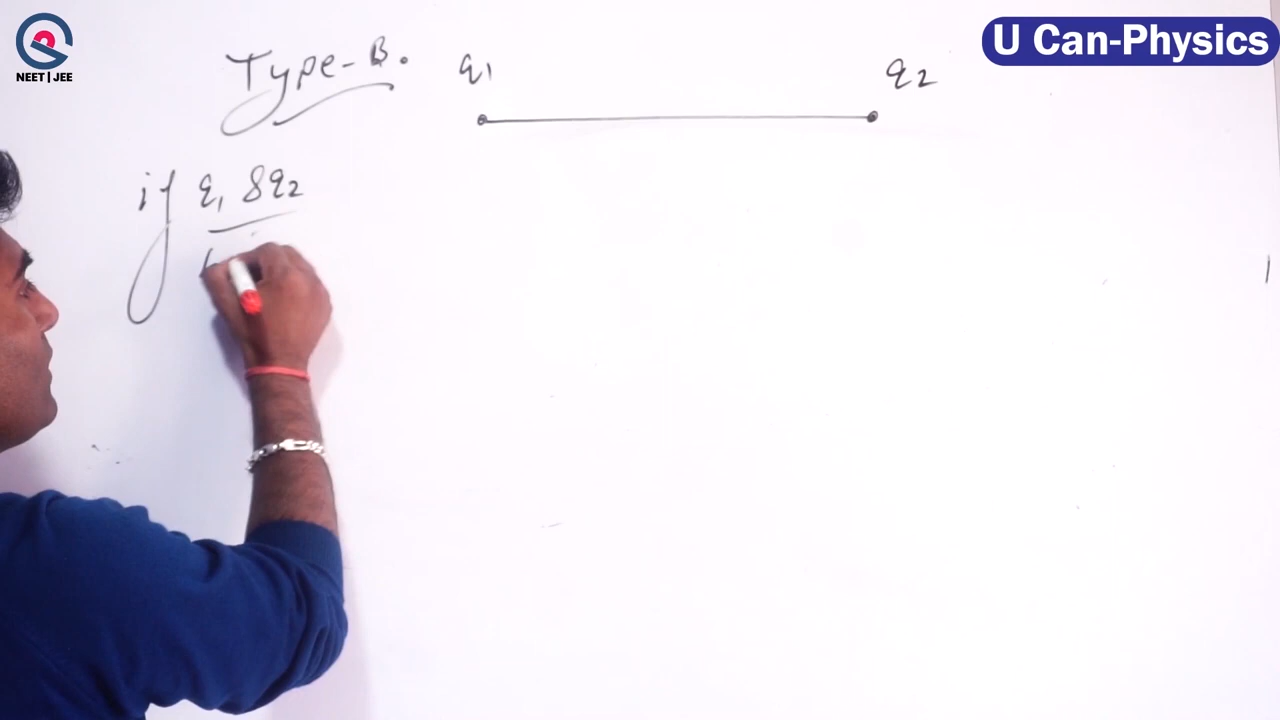 NEET | JEE
U Can-Physics
Type-B.
q1
q2
if q1 & q2